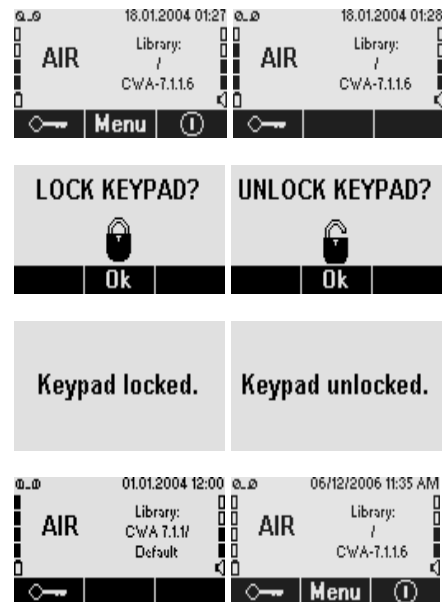 18.01.2004 01:27
AIR
Library:
/
CWA-7.1.1.6
Menu
18.01.2004 01:28
AIR
Library:
/
CWA-7.1.1.6
LOCK KEYPAD?
Ok
UNLOCK KEYPAD?
Ok
Keypad locked.
Keypad unlocked.
01.01.2004 12:00
AIR
Library:
CWA 7.1.1/
Default
06/12/2006 11:35 AM
AIR
Library:
/
CWA-7.1.1.6
Menu